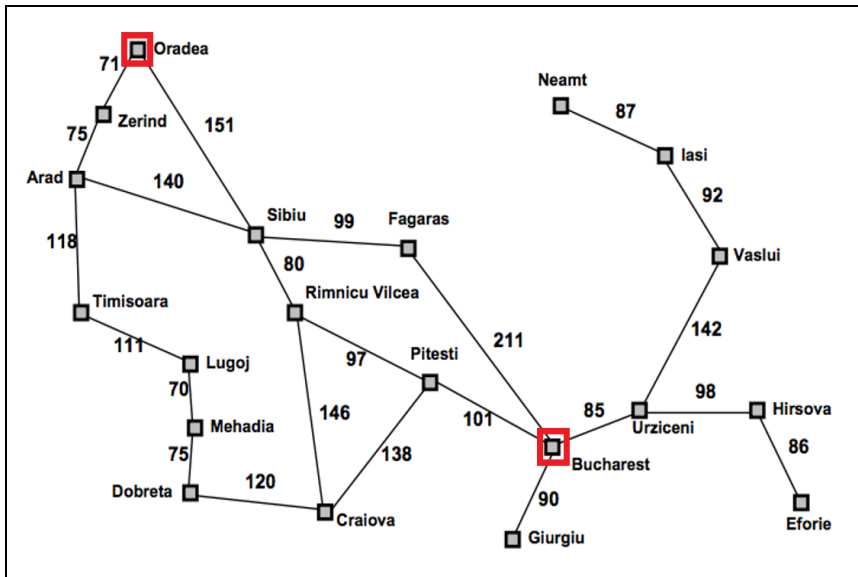 Oradea
71
Neamt
87
Zerind
151
75
Iasi
Arad
140
92
Sibiu
Fagaras
99
118
Vaslui
80
Timisoara
Rimnicu Vilcea
111
211
142
97
Pitesti
Lugoj
70
98
146
101
85
Hirsova
Mehadia
Urziceni
75
138
86
Bucharest
Dobreta
120
90
Craiova
Eforie
Giurgiu